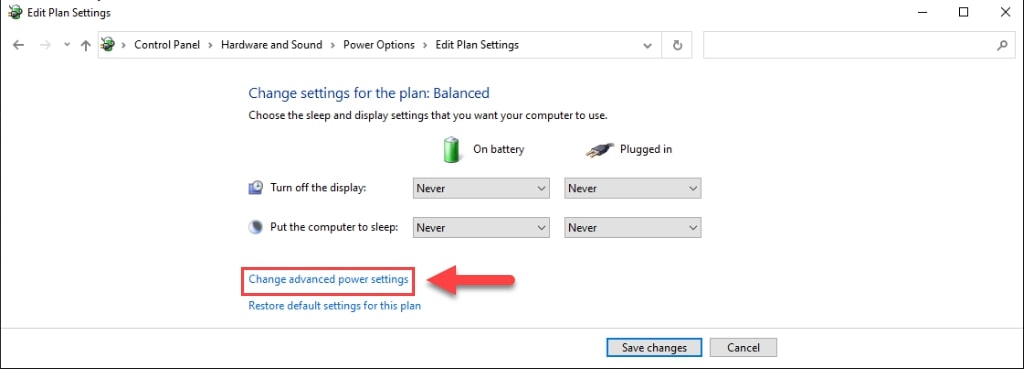 Edit Plan Settings
Control Panel > Hardware and Sound > Power Options > Edit Plan Settings
Change settings for the plan: Balanced
Choose the sleep and display settings that you want your computer to use.
On battery Plugged in
Turn off the display: Never Never
Put the computer to sleep: Never Never
Change advanced power settings
Restore default settings for this plan
Save changes Cancel